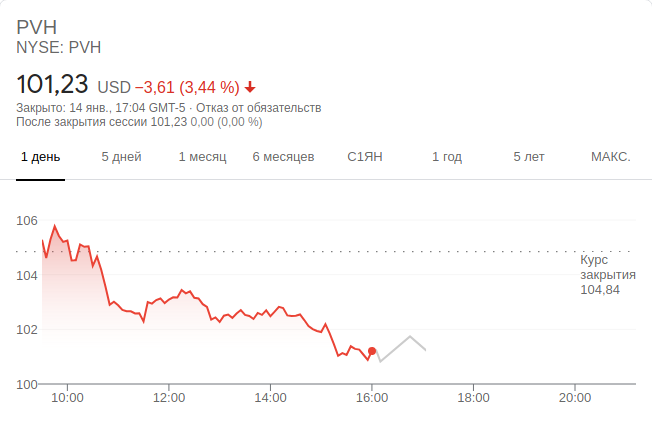 PVH
NYSE: PVH
101,23 USD −3,61 (3,44 %)
Закрыто: 14 янв., 17:04 GMT-5 · Отказ от обязательств
После закрытия сессии 101,23 0,00 (0,00 %)
1 день 5 дней 1 месяц 6 месяцев С1ЯН 1 год 5 лет МАКС.
106
104
102
100
Курс
закрытия
104,84
10:00 12:00 14:00 16:00 18:00 20:00